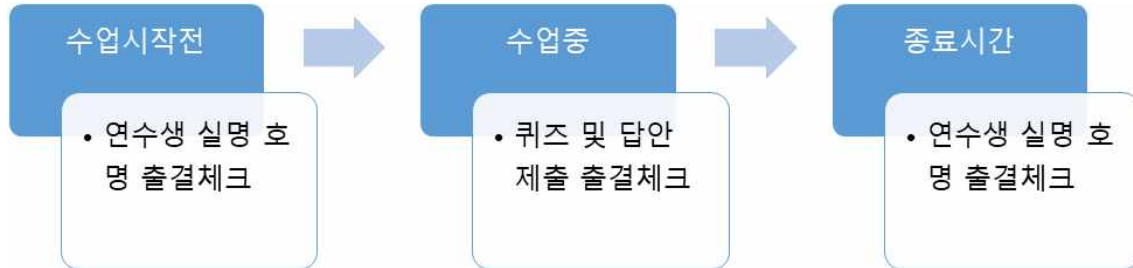 수업시작전
• 연수생 실명 호
명 출결체크
수업중
• 퀴즈 및 답안
제출 출결체크
종료시간
• 연수생 실명 호
명 출결체크